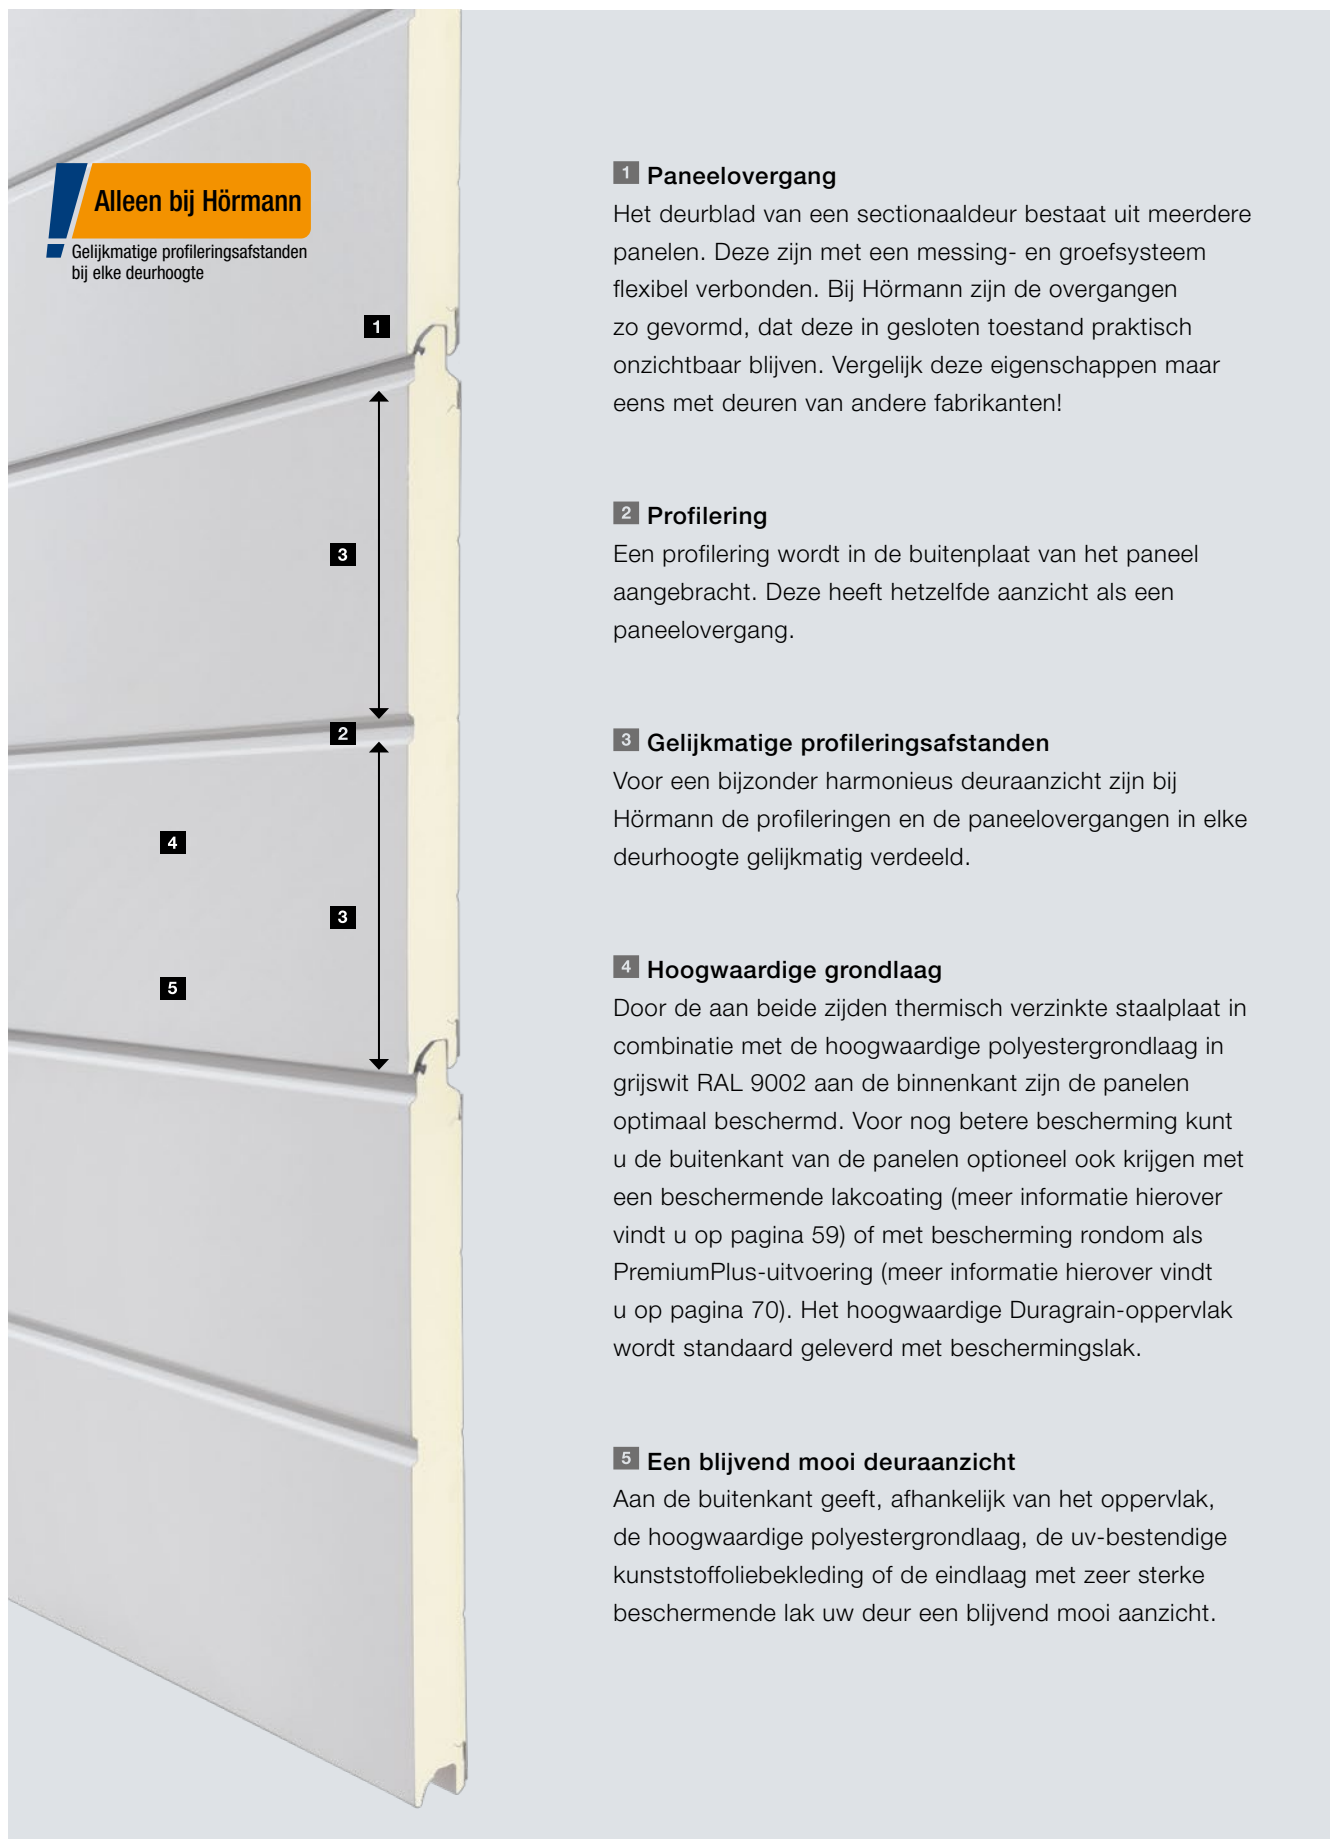 Alleen bij Hörmann
Gelijkmatige profileringsafstanden
bij elke deurhoogte
1
3
2
4
3
5
1 Paneelovergang
Het deurblad van een sectionaaldeur bestaat uit meerdere
panelen. Deze zijn met een messing- en groefsysteem
flexibel verbonden. Bij Hörmann zijn de overgangen
zo gevormd, dat deze in gesloten toestand praktisch
onzichtbaar blijven. Vergelijk deze eigenschappen maar
eens met deuren van andere fabrikanten!
2 Profilering
Een profilering wordt in de buitenplaat van het paneel
aangebracht. Deze heeft hetzelfde aanzicht als een
paneelovergang.
3 Gelijkmatige profileringsafstanden
Voor een bijzonder harmonieus deuraanzicht zijn bij
Hörmann de profileringen en de paneelovergangen in elke
deurhoogte gelijkmatig verdeeld.
4 Hoogwaardige grondlaag
Door de aan beide zijden thermisch verzinkte staalplaat in
combinatie met de hoogwaardige polyestergrondlaag in
grijswit RAL 9002 aan de binnenkant zijn de panelen
optimaal beschermd. Voor nog betere bescherming kunt
u de buitenkant van de panelen optioneel ook krijgen met
een beschermende lakcoating (meer informatie hierover
vindt u op pagina 59) of met bescherming rondom als
PremiumPlus-uitvoering (meer informatie hierover vindt
u op pagina 70). Het hoogwaardige Duragrain-oppervlak
wordt standaard geleverd met beschermingslak.
5 Een blijvend mooi deuraanzicht
Aan de buitenkant geeft, afhankelijk van het oppervlak,
de hoogwaardige polyestergrondlaag, de uv-bestendige
kunststoffoliebekleding of de eindlaag met zeer sterke
beschermende lak uw deur een blijvend mooi aanzicht.